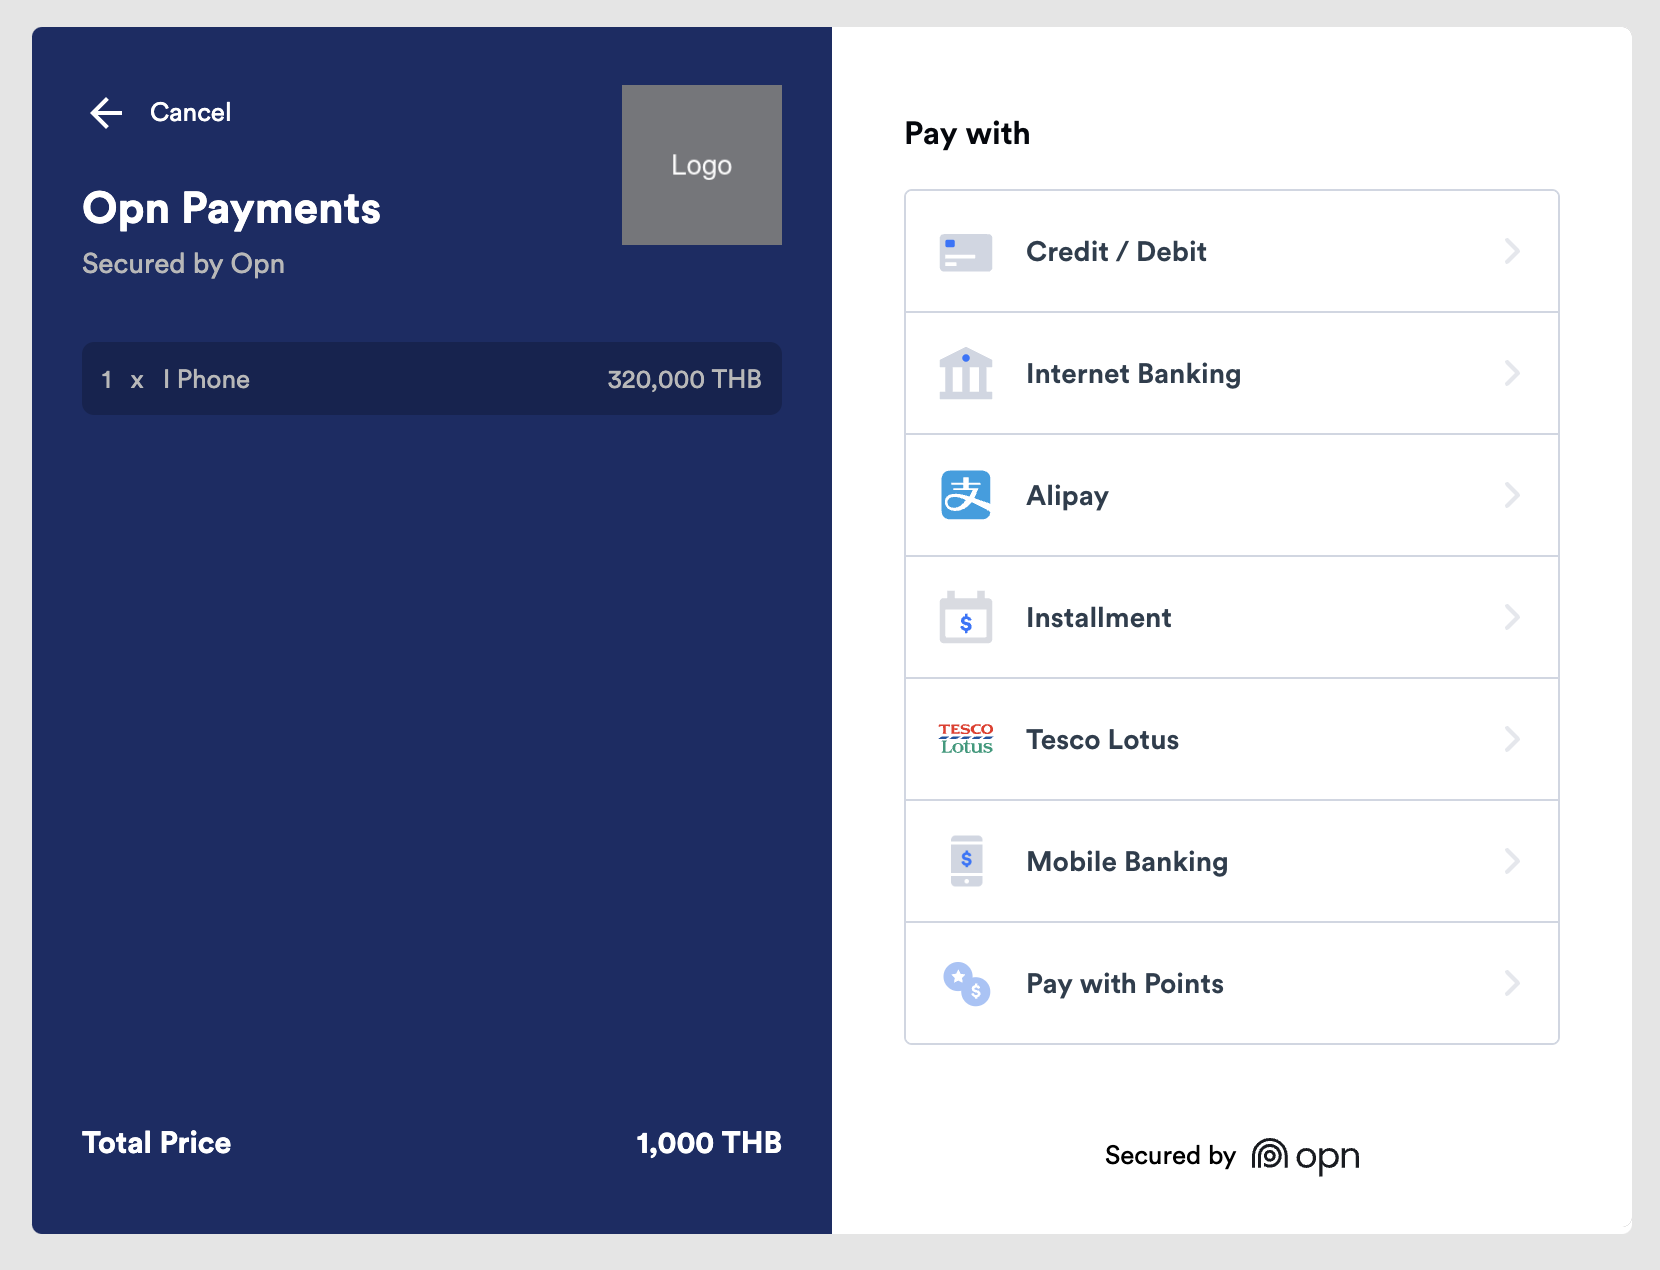 Cancel
Logo
Opn Payments
Secured by Opn
1 x I Phone 320,000 THB
Total Price 1,000 THB
Pay with
Credit / Debit
Internet Banking
支 Alipay
$ Installment
TESCO
Lotus
Tesco Lotus
$ Mobile Banking
$ Pay with Points
Secured by opn